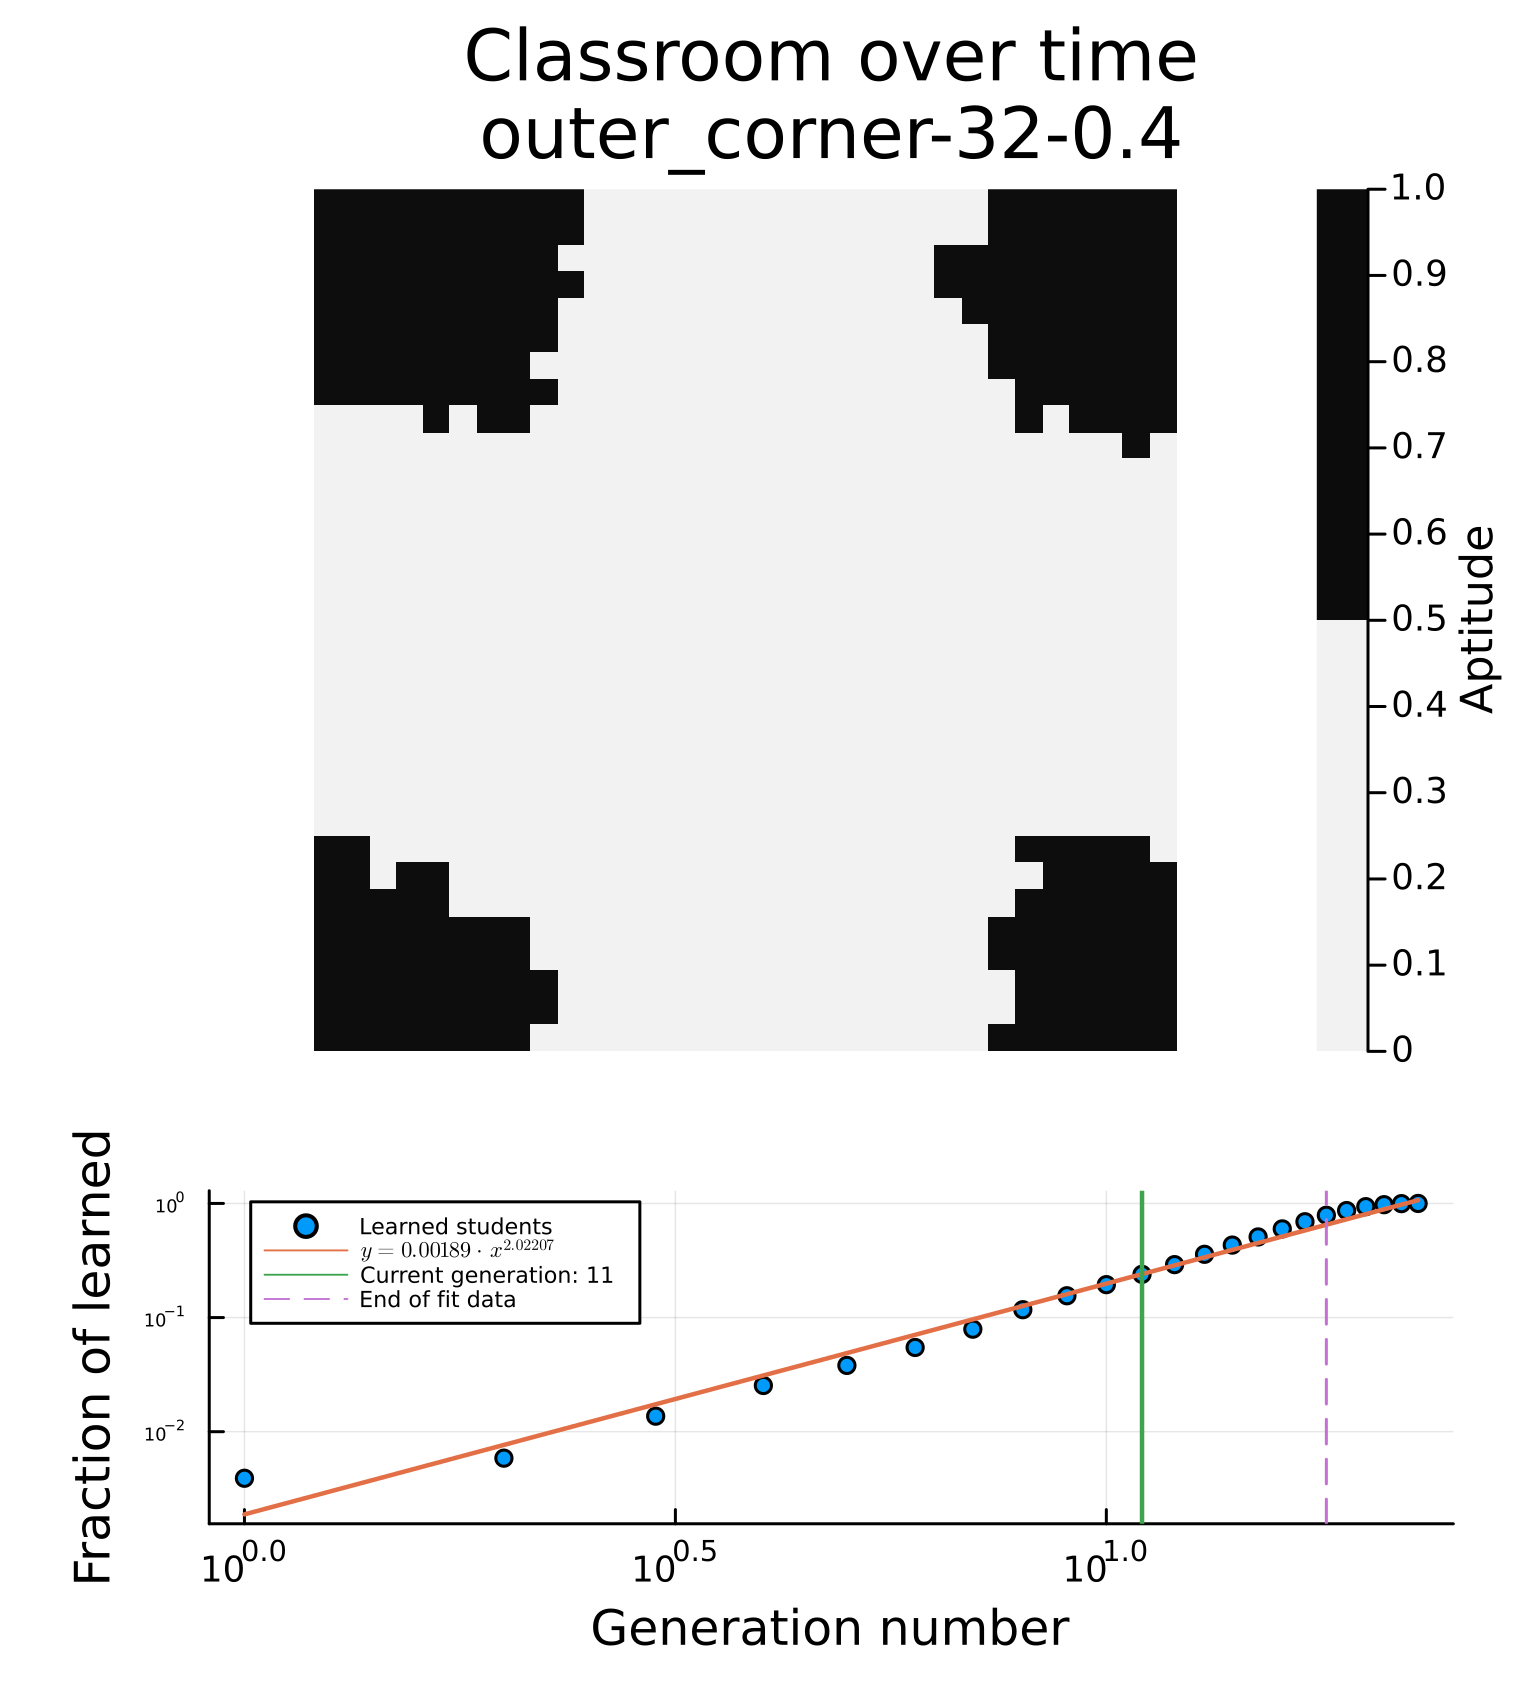 Classroom over time
outer_corner-32-0.4
1.0
0.9
0.8
0.7
0.6
0.5
0.4
0.3
0.2
0.1
0
Aptitude
Fraction of learned
10⁰
10⁻¹
10⁻²
Learned students
y = 0.00189 · x^2.02207
Current generation: 11
End of fit data
10^0.0
10^0.5
10^1.0
Generation number